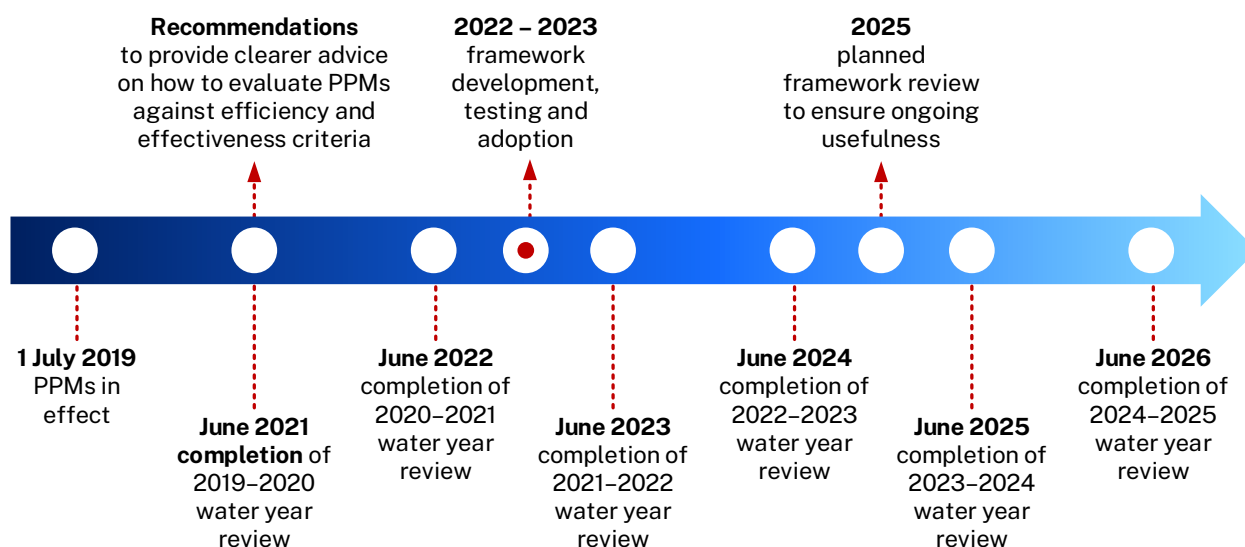 Recommendations
to provide clearer advice
on how to evaluate PPMs
against efficiency and
effectiveness criteria
2022 – 2023
framework
development,
testing and
adoption
2025
planned
framework review
to ensure ongoing
usefulness
1 July 2019
PPMs in
effect
June 2021
completion of
2019–2020
water year
review
June 2022
completion of
2020–2021
water year
review
June 2023
completion of
2021–2022
water year
review
June 2024
completion of
2022–2023
water year
review
June 2025
completion of
2023–2024
water year
review
June 2026
completion of
2024–2025
water year
review